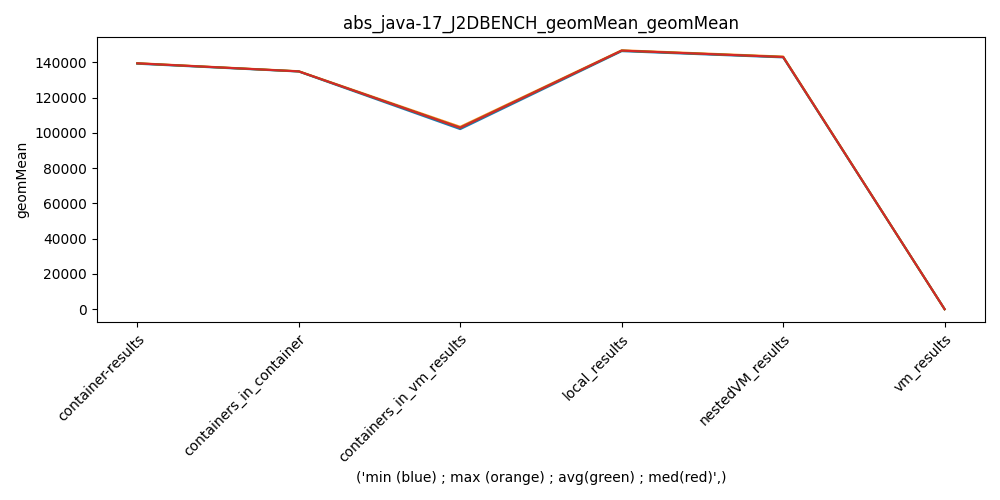 abs_java-17_J2DBENCH_geomMean_geomMean
geomMean
140000
120000
100000
80000
60000
40000
20000
0
container-results
containers_in_container
containers_in_vm_results
local_results
nestedVM_results
vm_results
('min (blue) ; max (orange) ; avg(green) ; med(red)',)